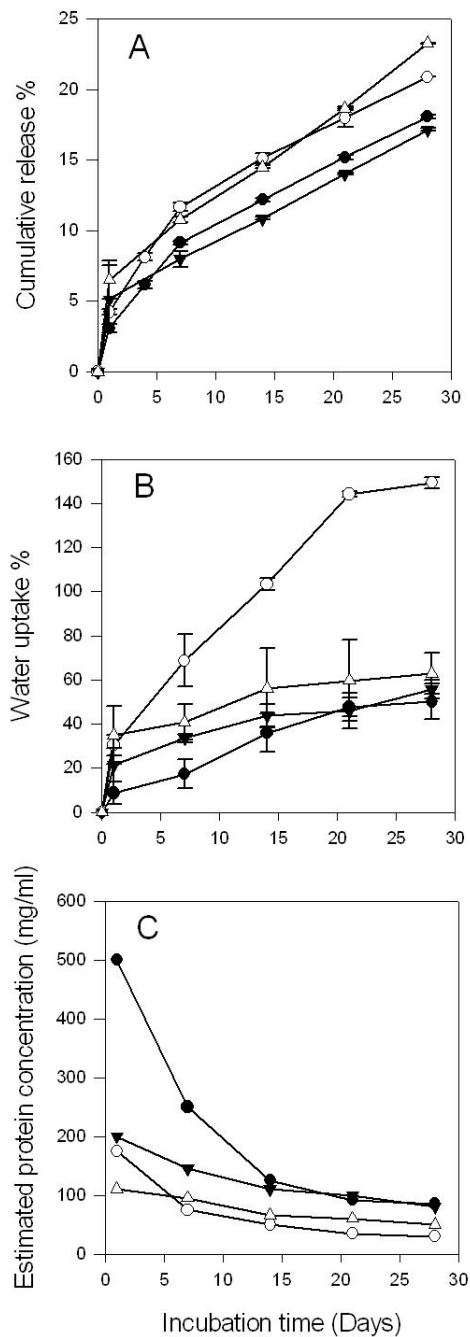 A
Cumulative release %
25
20
15
10
5
0
0 5 10 15 20 25 30
B
Water uptake %
160
140
120
100
80
60
40
20
0
0 5 10 15 20 25 30
C
Estimated protein concentration (mg/ml)
600
500
400
300
200
100
0
0 5 10 15 20 25 30
Incubation time (Days)